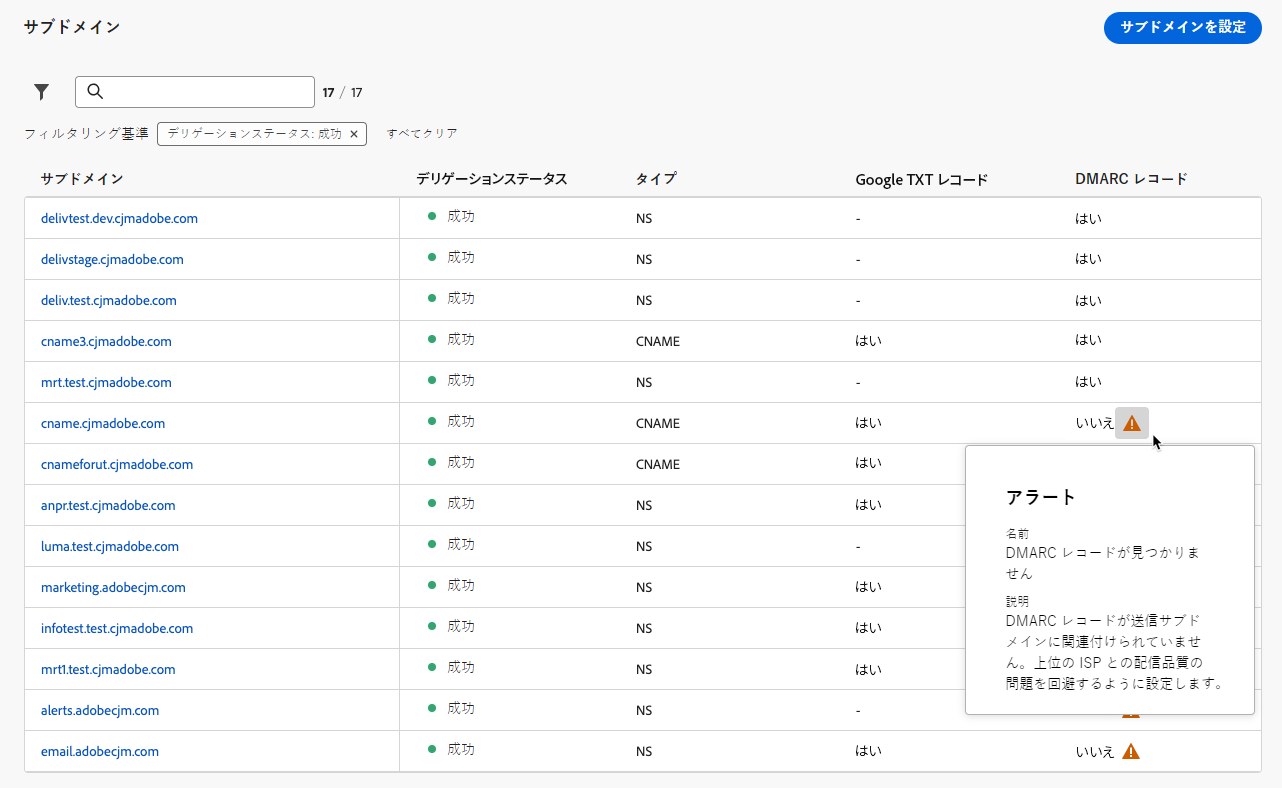 サブドメイン
サブドメインを設定
17 / 17
フィルタリング基準 デリゲーションステータス: 成功 × すべてクリア
サブドメイン デリゲーションステータス タイプ Google TXT レコード DMARC レコード
delivtest.dev.cjmadobe.com 成功 NS - はい
delivstage.cjmadobe.com 成功 NS - はい
deliv.test.cjmadobe.com 成功 NS - はい
cname3.cjmadobe.com 成功 CNAME はい はい
mrt.test.cjmadobe.com 成功 NS - はい
cname.cjmadobe.com 成功 CNAME はい いいえ
cnameforut.cjmadobe.com 成功 CNAME はい
anpr.test.cjmadobe.com 成功 NS はい
luma.test.cjmadobe.com 成功 NS -
marketing.adobecjm.com 成功 NS はい
infotest.test.cjmadobe.com 成功 NS はい
mrt1.test.cjmadobe.com 成功 NS はい
alerts.adobecjm.com 成功 NS -
email.adobecjm.com 成功 NS はい いいえ
アラート
名前
DMARC レコードが見つかりま
せん
説明
DMARC レコードが送信サブド
メインに関連付けられていませ
ん。上位の ISP との配信品質の
問題を回避するように設定します。